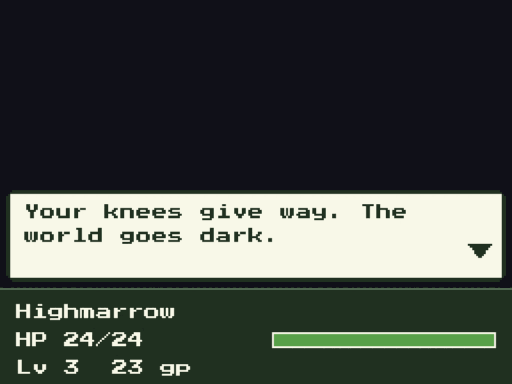 Your knees give way. The
world goes dark.
Highmarrow
HP 24/24
Lv 3 23 gp